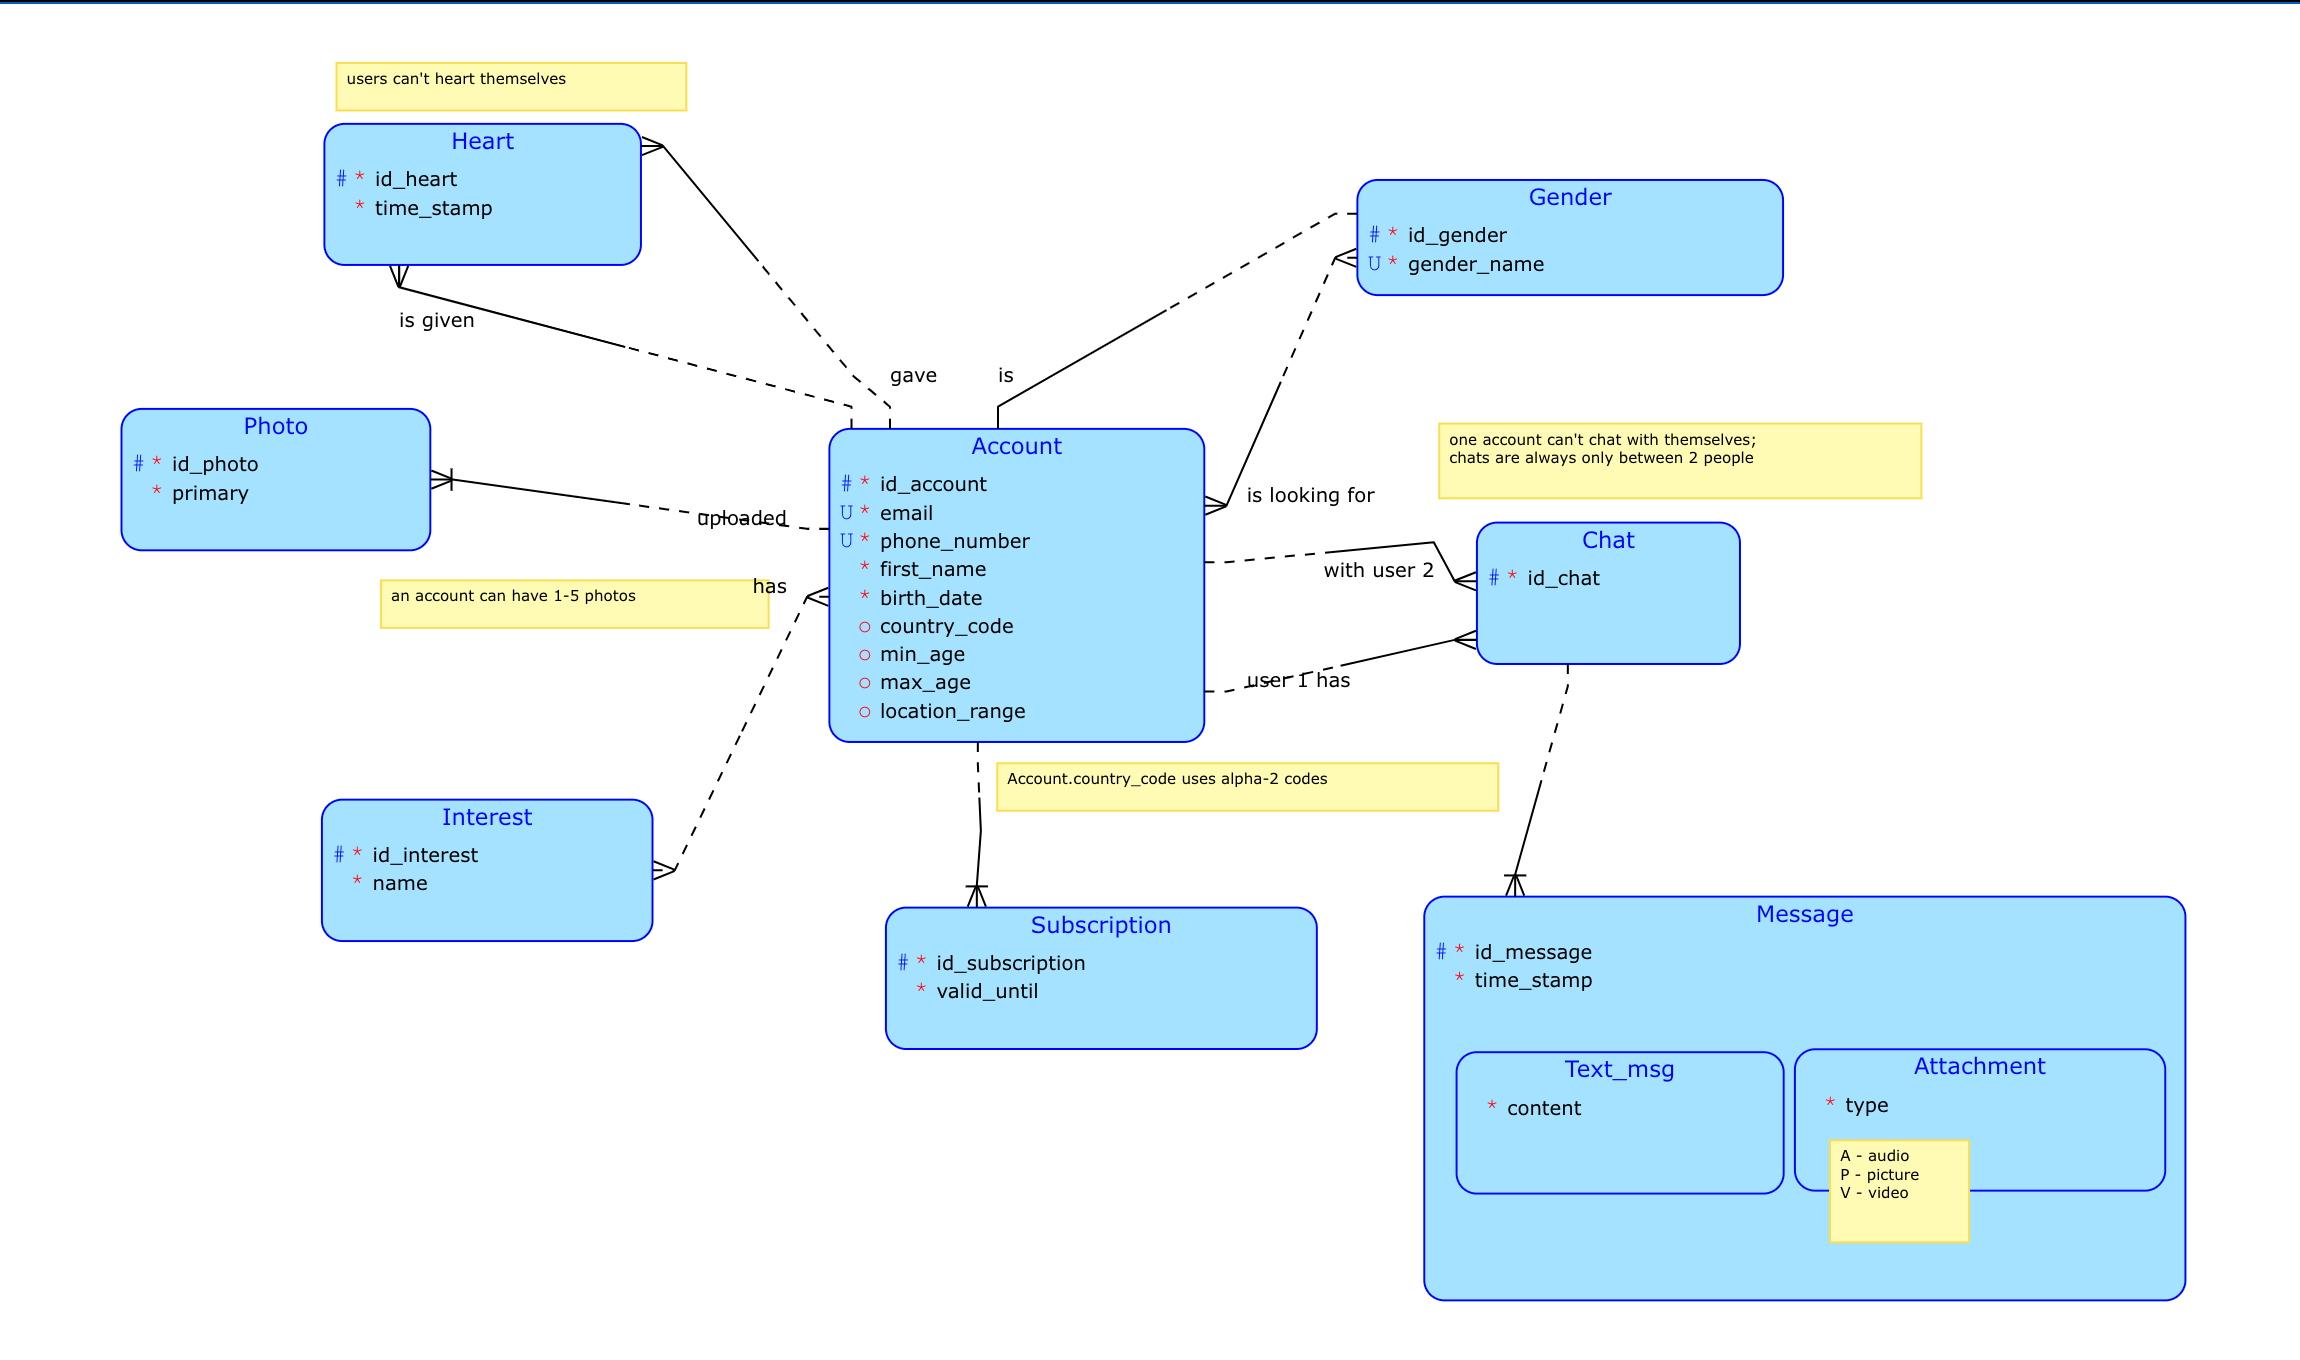 users can't heart themselves
Heart
# * id_heart
* time_stamp
Gender
# * id_gender
U * gender_name
is given
gave
is
Photo
# * id_photo
* primary
uploaded
an account can have 1-5 photos
has
Account
# * id_account
U * email
U * phone_number
* first_name
* birth_date
o country_code
o min_age
o max_age
o location_range
is looking for
one account can't chat with themselves;
chats are always only between 2 people
with user 2
user 1 has
Chat
# * id_chat
Account.country_code uses alpha-2 codes
Interest
# * id_interest
* name
Subscription
# * id_subscription
* valid_until
Message
# * id_message
* time_stamp
Text_msg
* content
Attachment
* type
A - audio
P - picture
V - video